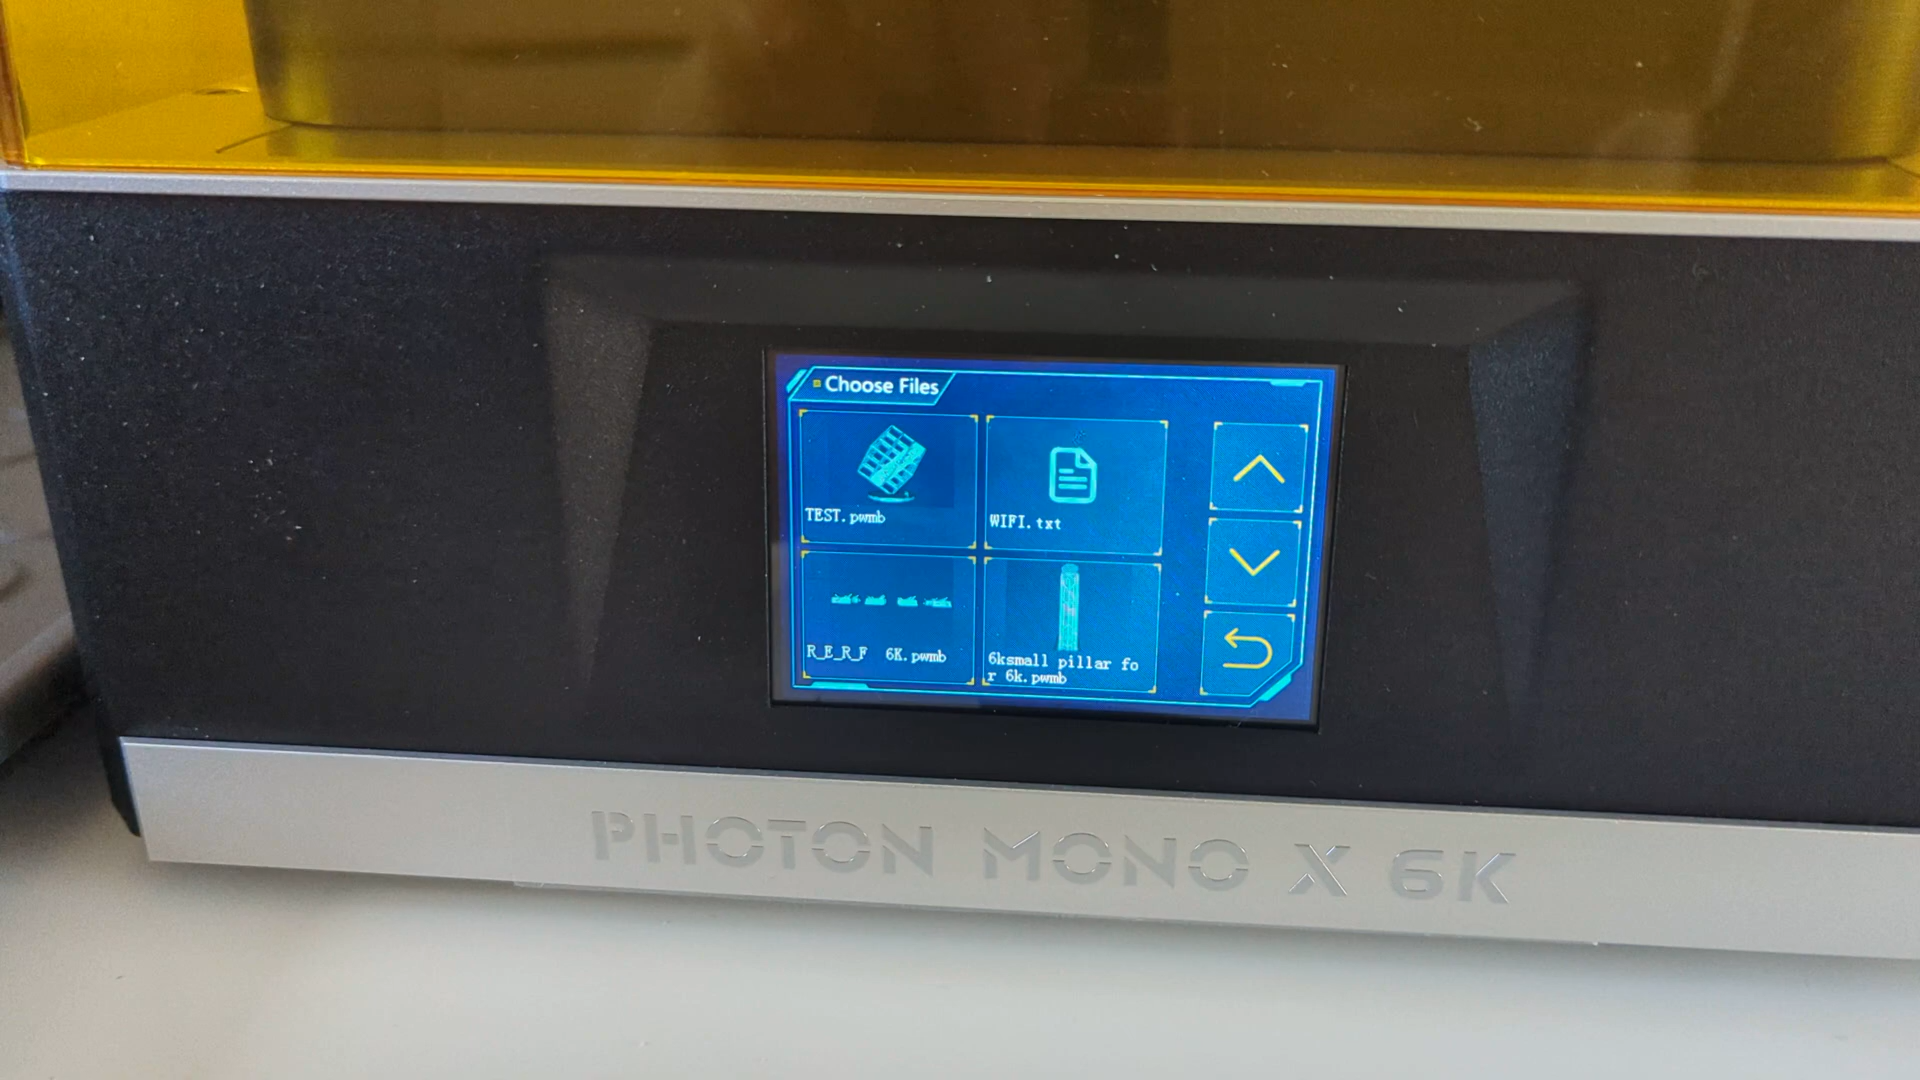 Choose Files
TEST.pwmb
WIFI.txt
R_E_R_F 6K.pwmb
6ksmall pillar fo
r 6k.pwmb
PHOTON MONO X 6K